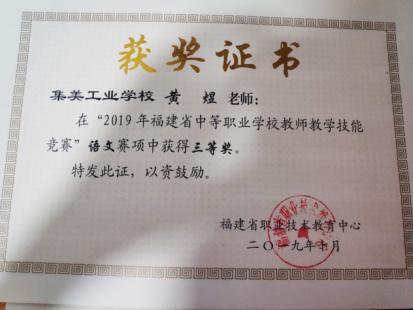 获奖证书
集美工业学校 黄 煜 老师：
在“2019年福建省中等职业学校教师教学技能
竞赛”语文赛项中获得三等奖。
特发此证，以资鼓励。
福建省职业技术教育中心
二〇一九年十月